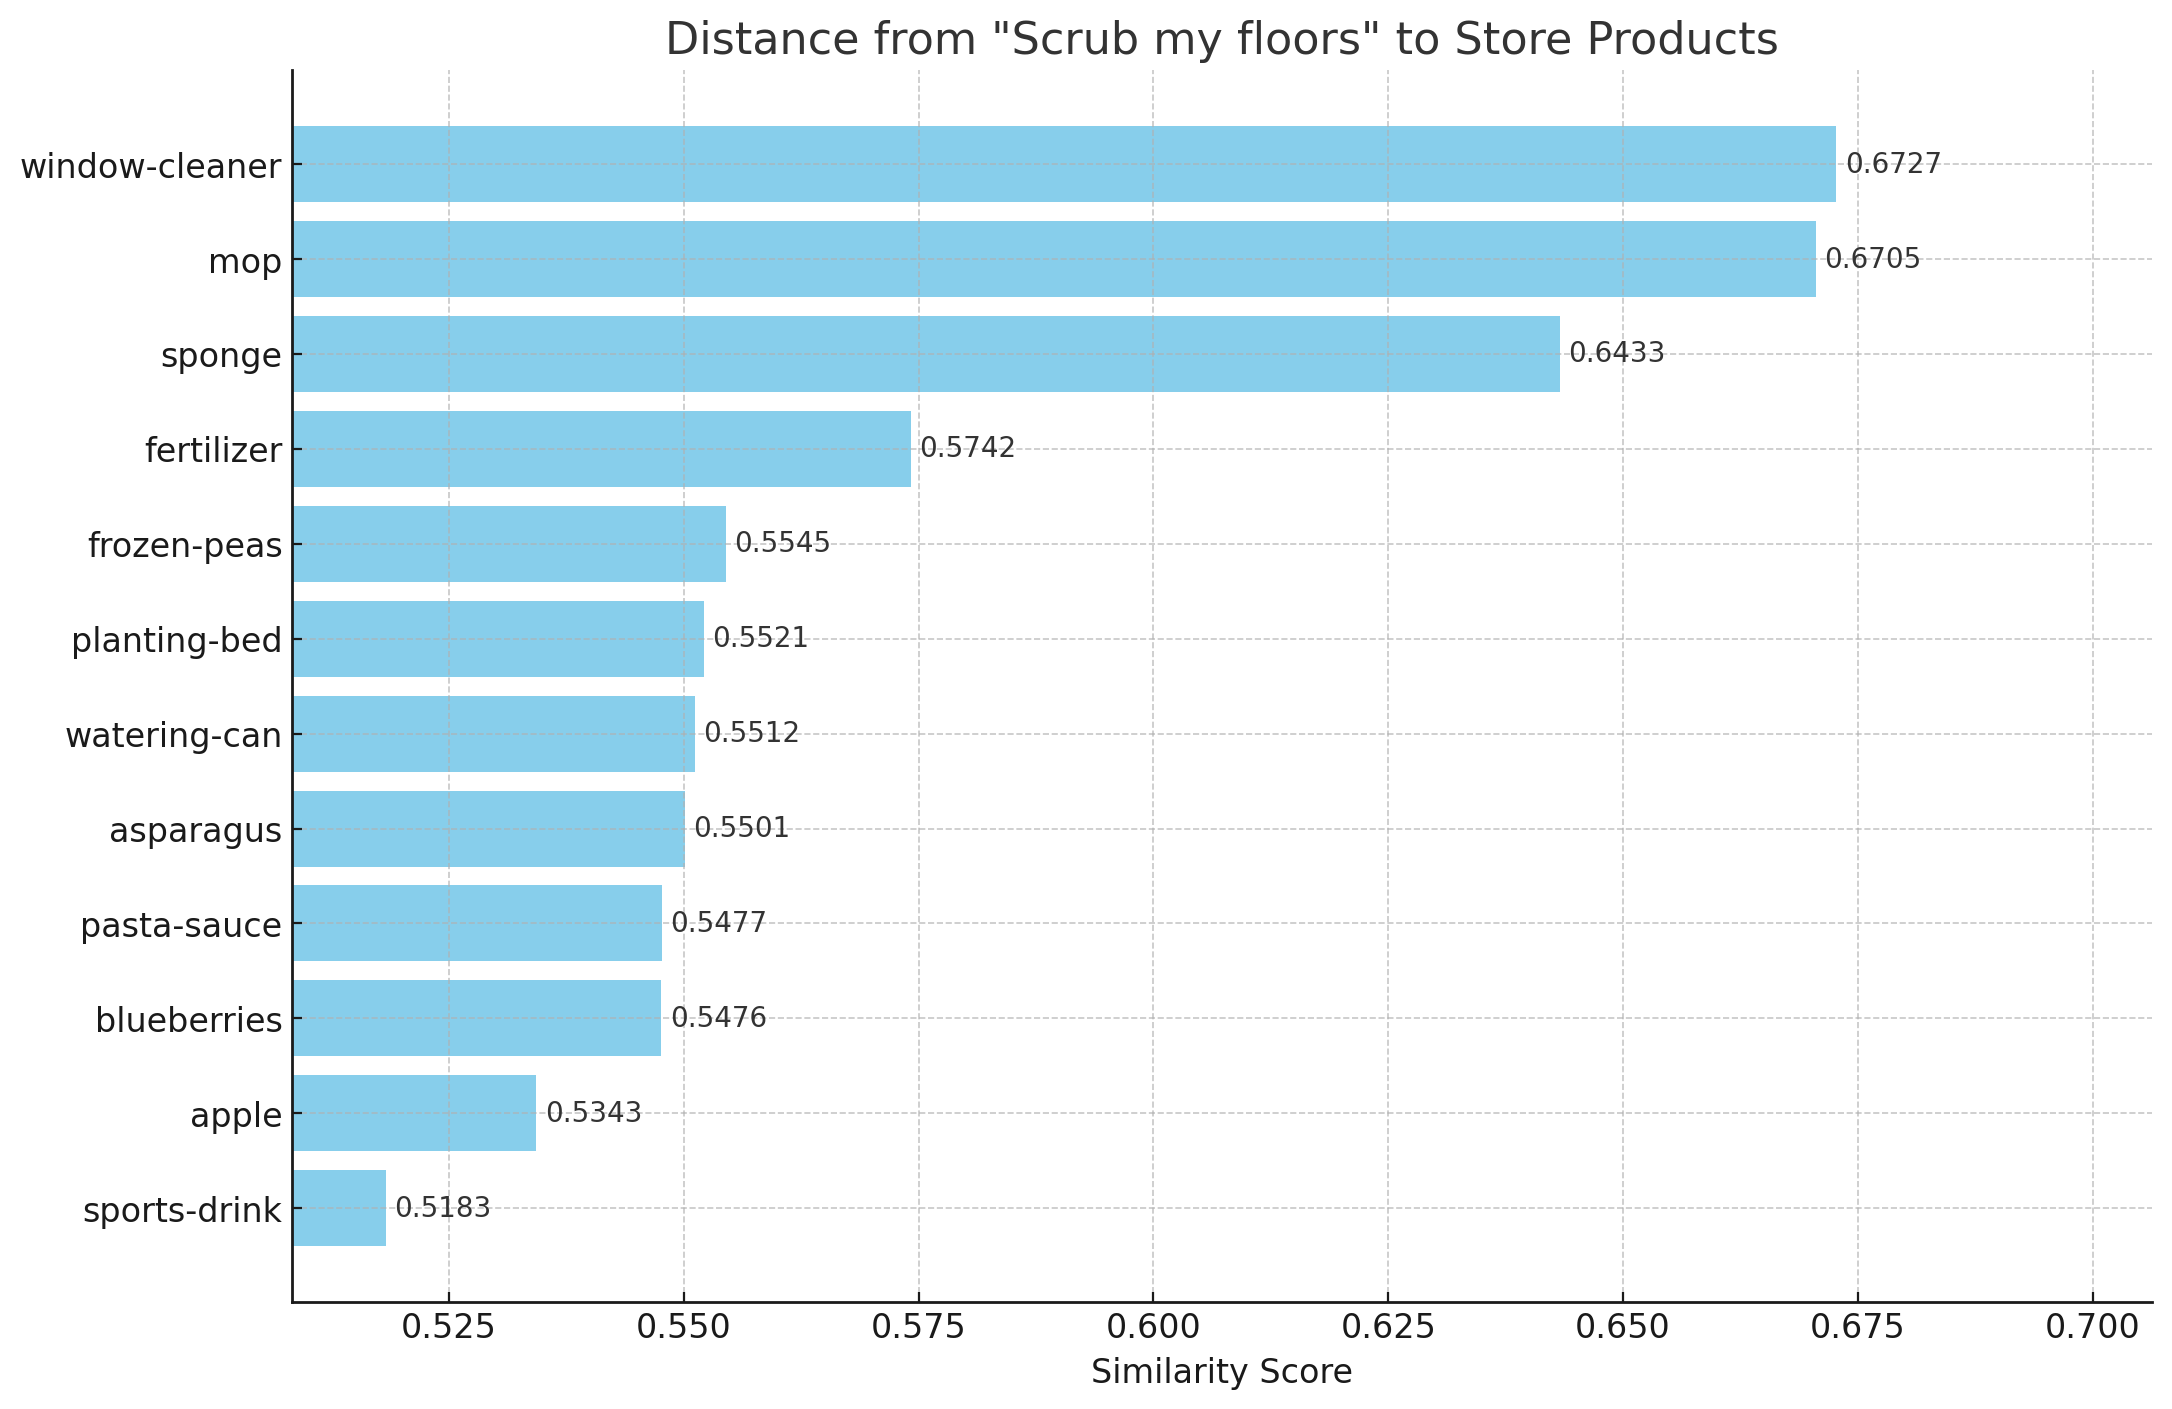 Distance from "Scrub my floors" to Store Products
window-cleaner 0.6727
mop 0.6705
sponge 0.6433
fertilizer 0.5742
frozen-peas 0.5545
planting-bed 0.5521
watering-can 0.5512
asparagus 0.5501
pasta-sauce 0.5477
blueberries 0.5476
apple 0.5343
sports-drink 0.5183
0.525 0.550 0.575 0.600 0.625 0.650 0.675 0.700
Similarity Score